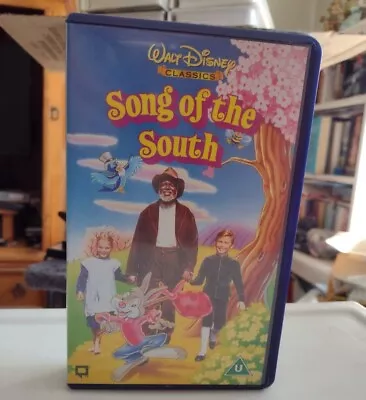 WALT DISNEY
CLASSICS
Song of the
South
U